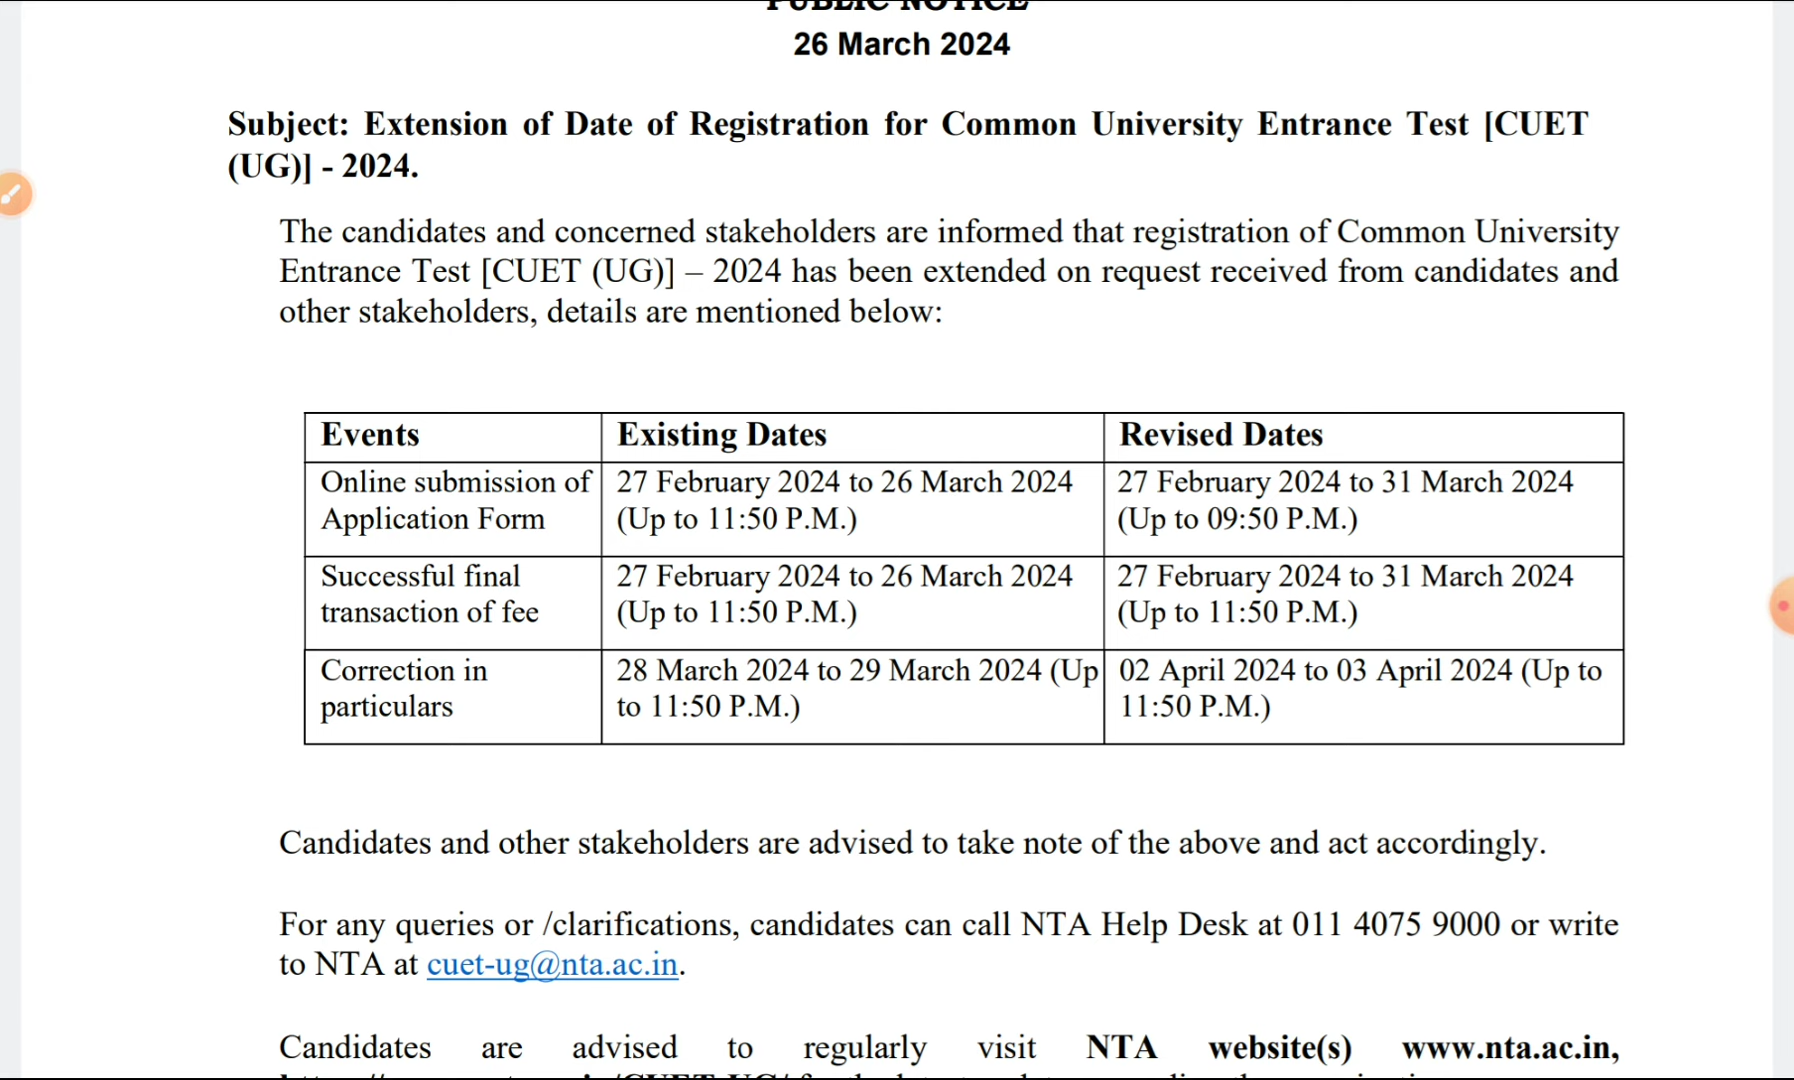 PUBLIC NOTICE
26 March 2024
Subject: Extension of Date of Registration for Common University Entrance Test [CUET
(UG)] - 2024.
The candidates and concerned stakeholders are informed that registration of Common University
Entrance Test [CUET (UG)] – 2024 has been extended on request received from candidates and
other stakeholders, details are mentioned below:
Events Existing Dates Revised Dates
Online submission of 27 February 2024 to 26 March 2024 27 February 2024 to 31 March 2024
Application Form (Up to 11:50 P.M.) (Up to 09:50 P.M.)
Successful final 27 February 2024 to 26 March 2024 27 February 2024 to 31 March 2024
transaction of fee (Up to 11:50 P.M.) (Up to 11:50 P.M.)
Correction in 28 March 2024 to 29 March 2024 (Up 02 April 2024 to 03 April 2024 (Up to
particulars to 11:50 P.M.) 11:50 P.M.)
Candidates and other stakeholders are advised to take note of the above and act accordingly.
For any queries or /clarifications, candidates can call NTA Help Desk at 011 4075 9000 or write
to NTA at cuet-ug@nta.ac.in.
Candidates are advised to regularly visit NTA website(s) www.nta.ac.in,